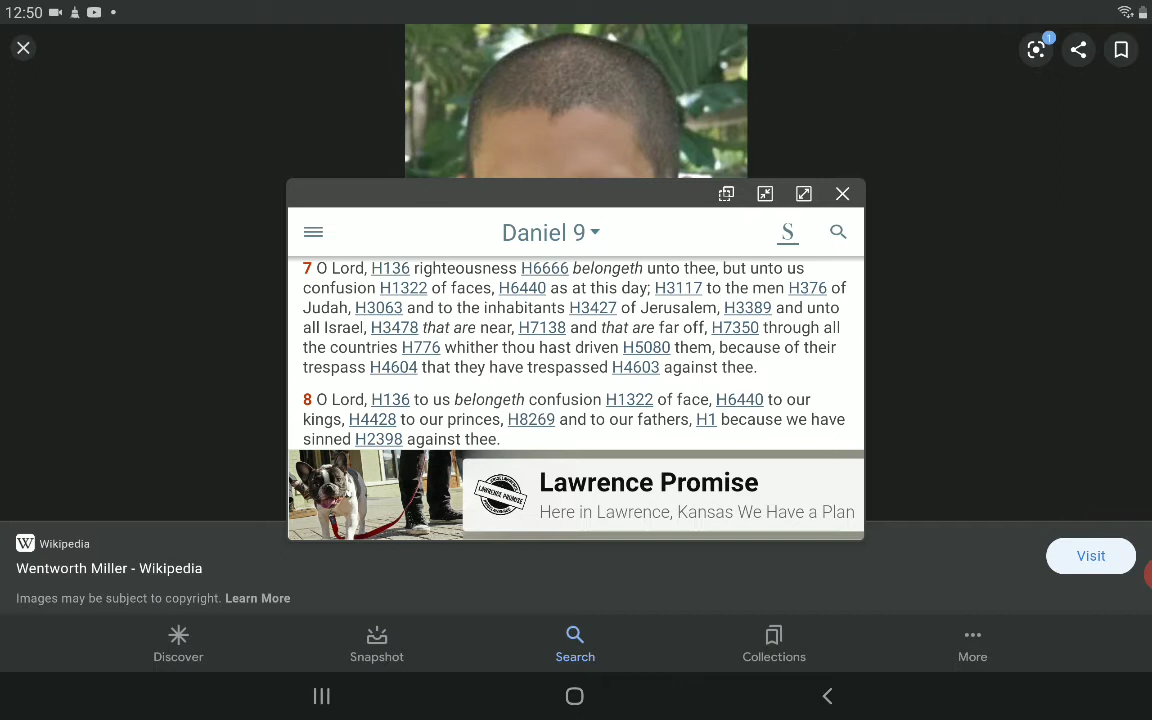 12:50
1
Daniel 9
S
7 O Lord, H136 righteousness H6666 belongeth unto thee, but unto us
confusion H1322 of faces, H6440 as at this day; H3117 to the men H376 of
Judah, H3063 and to the inhabitants H3427 of Jerusalem, H3389 and unto
all Israel, H3478 that are near, H7138 and that are far off, H7350 through all
the countries H776 whither thou hast driven H5080 them, because of their
trespass H4604 that they have trespassed H4603 against thee.
8 O Lord, H136 to us belongeth confusion H1322 of face, H6440 to our
kings, H4428 to our princes, H8269 and to our fathers, H1 because we have
sinned H2398 against thee.
LAWRENCE PROMISE
Lawrence Promise
Here in Lawrence, Kansas We Have a Plan
W Wikipedia
Wentworth Miller - Wikipedia
Visit
Images may be subject to copyright. Learn More
Discover
Snapshot
Search
Collections
More